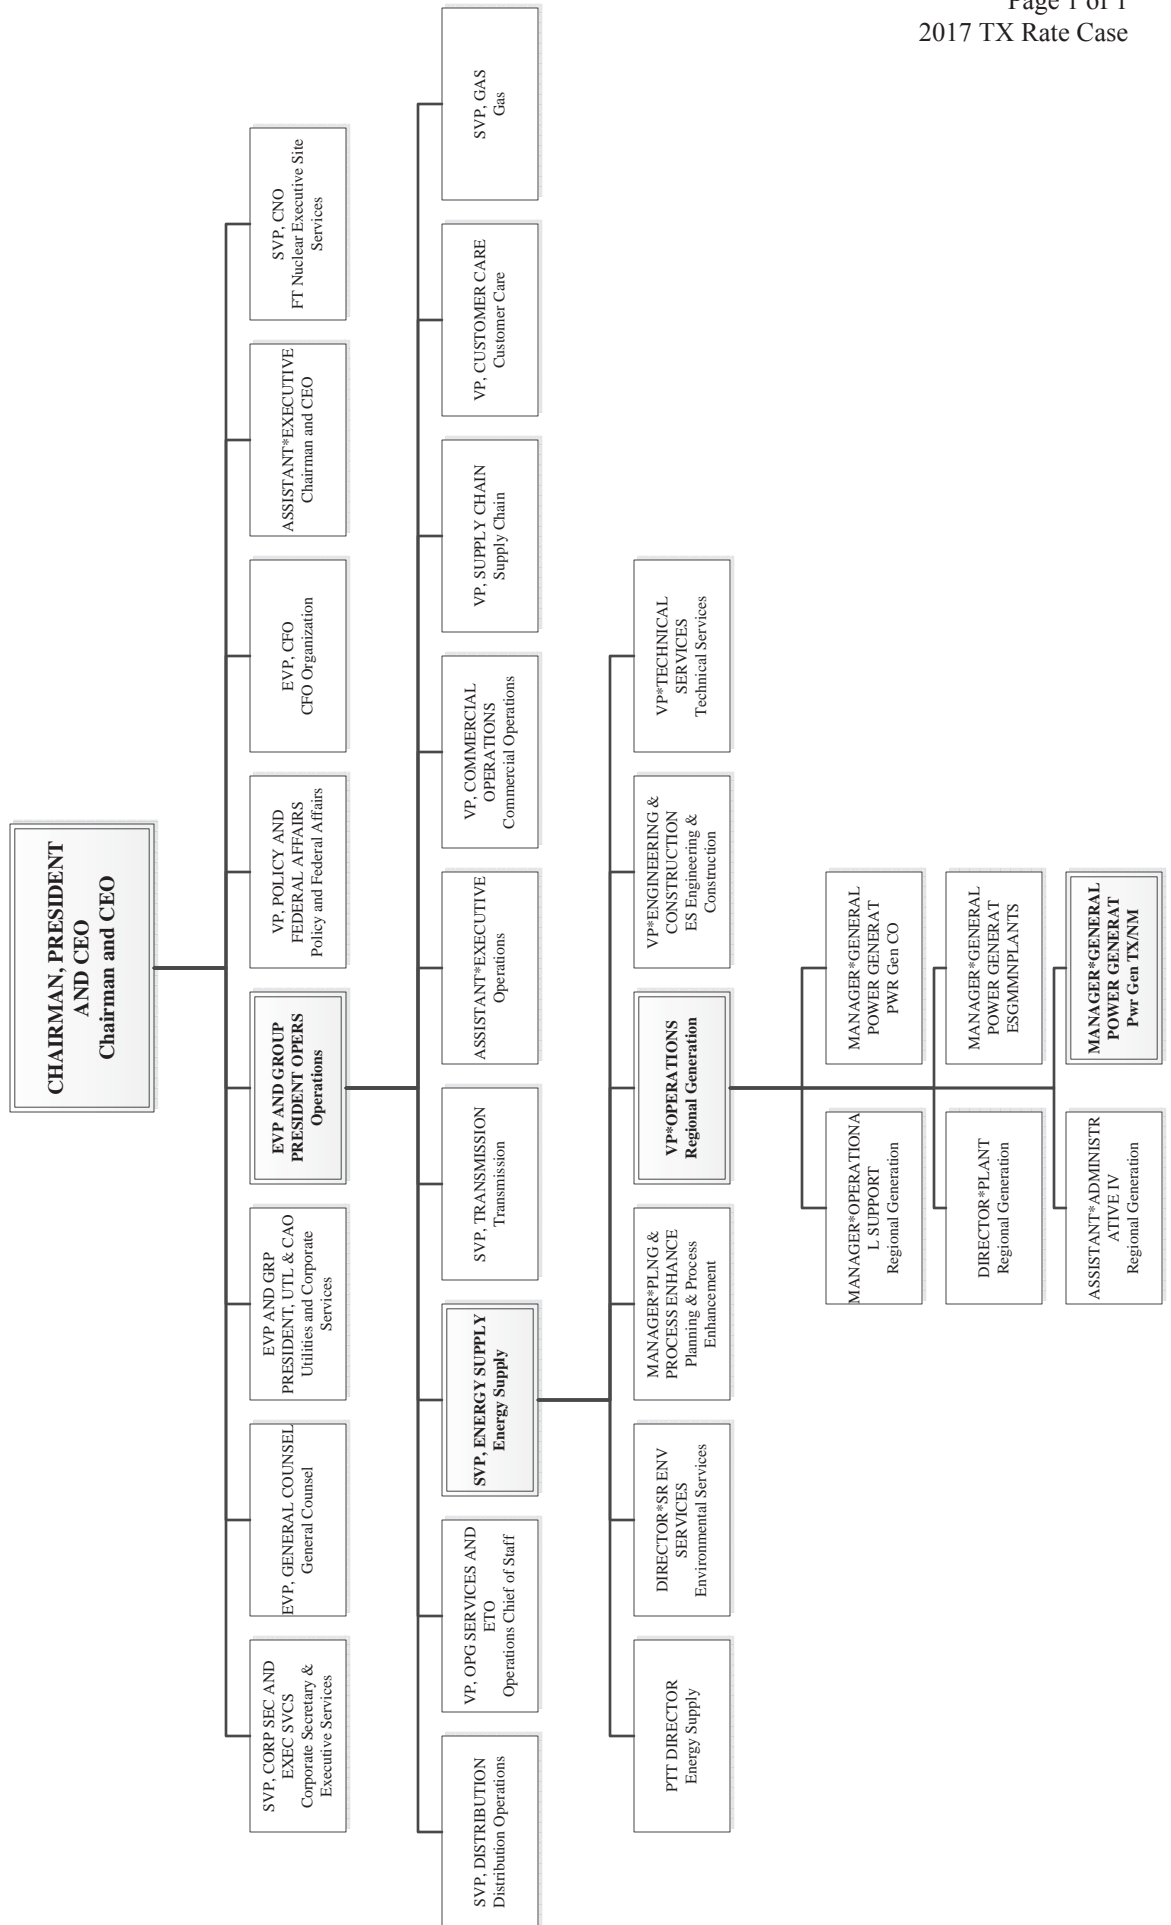 Page 1 of 1
2017 TX Rate Case
CHAIRMAN, PRESIDENT
AND CEO
Chairman and CEO
SVP, CORP SEC AND
EXEC SVCS
Corporate Secretary &
Executive Services
EVP, GENERAL COUNSEL
General Counsel
EVP AND GRP
PRESIDENT, UTL & CAO
Utilities and Corporate
Services
EVP AND GROUP
PRESIDENT OPERS
Operations
VP, POLICY AND
FEDERAL AFFAIRS
Policy and Federal Affairs
EVP, CFO
CFO Organization
ASSISTANT*EXECUTIVE
Chairman and CEO
SVP, CNO
FT Nuclear Executive Site
Services
SVP, DISTRIBUTION
Distribution Operations
VP, OPG SERVICES AND
ETO
Operations Chief of Staff
SVP, ENERGY SUPPLY
Energy Supply
SVP, TRANSMISSION
Transmission
ASSISTANT*EXECUTIVE
Operations
VP, COMMERCIAL
OPERATIONS
Commercial Operations
VP, SUPPLY CHAIN
Supply Chain
VP, CUSTOMER CARE
Customer Care
SVP, GAS
Gas
PTT DIRECTOR
Energy Supply
DIRECTOR*SR ENV
SERVICES
Environmental Services
MANAGER*PLNG &
PROCESS ENHANCE
Planning & Process
Enhancement
VP*OPERATIONS
Regional Generation
VP*ENGINEERING &
CONSTRUCTION
ES Engineering &
Construction
VP*TECHNICAL
SERVICES
Technical Services
MANAGER*OPERATIONA
L SUPPORT
Regional Generation
MANAGER*GENERAL
POWER GENERAT
PWR Gen CO
DIRECTOR*PLANT
Regional Generation
MANAGER*GENERAL
POWER GENERAT
ESGMMNPLANTS
ASSISTANT*ADMINISTR
ATIVE IV
Regional Generation
MANAGER*GENERAL
POWER GENERAT
Pwr Gen TX/NM